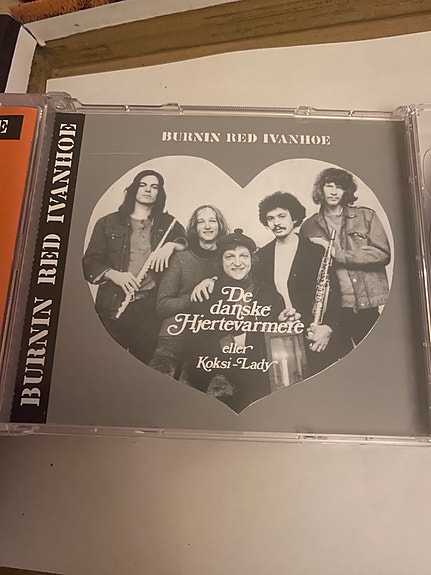 BURNIN RED IVANHOE
BURNIN RED IVANHOE
De
danske
Hjertevarmere
eller
Koksi-Lady
E